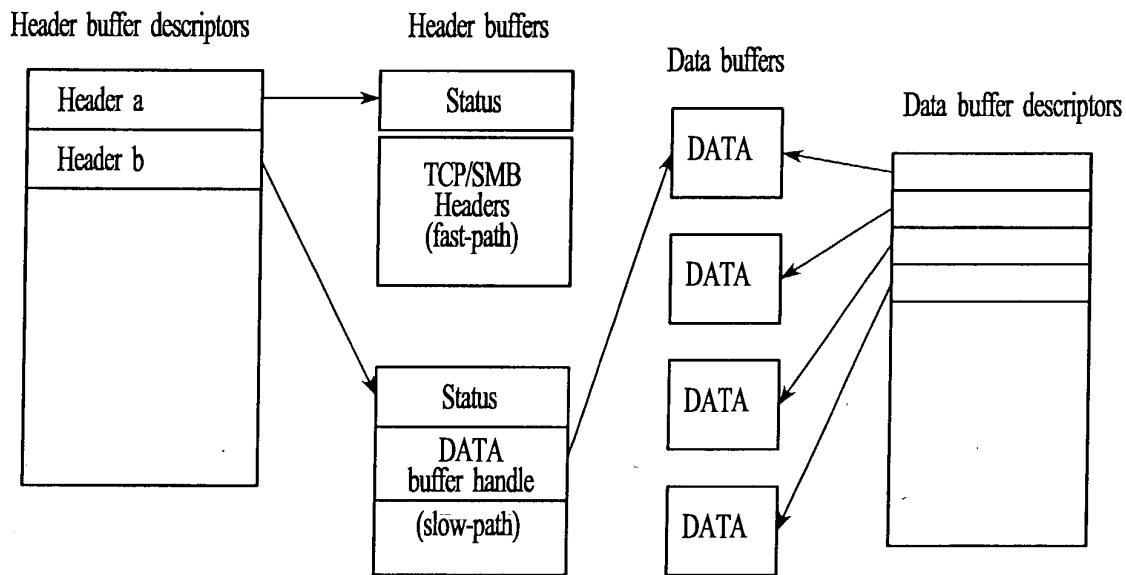 Header buffer descriptors
Header a
Header b
Header buffers
Status
TCP/SMB
Headers
(fast-path)
Status
DATA
buffer handle
(slow-path)
Data buffers
DATA
DATA
DATA
DATA
Data buffer descriptors